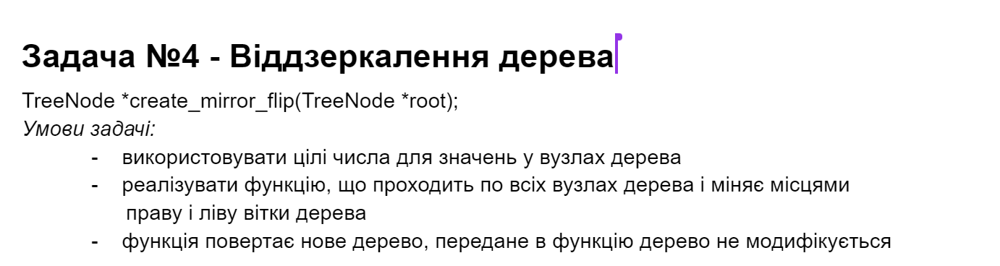 Задача №4 - Віддзеркалення дерева
TreeNode *create_mirror_flip(TreeNode *root);
Умови задачі:
- використовувати цілі числа для значень у вузлах дерева
- реалізувати функцію, що проходить по всіх вузлах дерева і міняє місцями
праву і ліву вітки дерева
- функція повертає нове дерево, передане в функцію дерево не модифікується